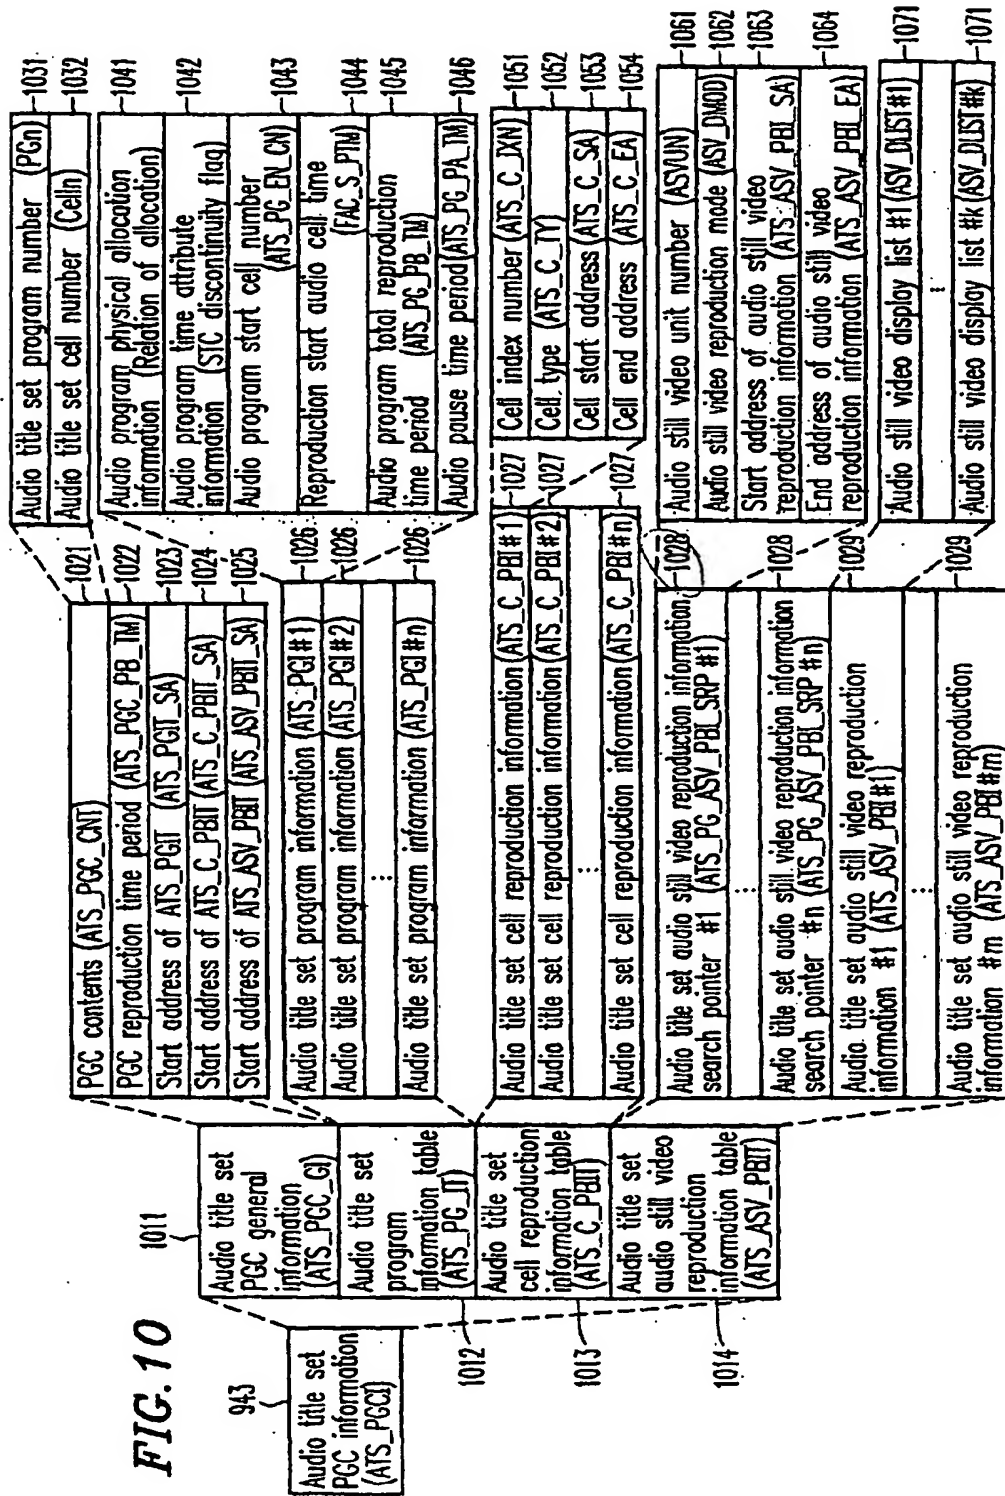 FIG. 10
943
Audio title set
PGC information
(ATS_PGCI)
1011
Audio title set
PGC general
information
(ATS_PGC_GI)
Audio title set
program
information table
(ATS_PG_IT)
1012
Audio title set
cell reproduction
information table
(ATS_C_PBIT)
1013
Audio title set
audio still video
reproduction
information table
(ATS_ASV_PBIT)
1014
PGC contents (ATS_PGC_CNT)
1021
PGC reproduction time period (ATS_PGC_PB_TM)
1022
Start address of ATS_PGIT (ATS_PGIT_SA)
1023
Start address of ATS_C_PBIT (ATS_C_PBIT_SA)
1024
Start address of ATS_ASV_PBIT (ATS_ASV_PBIT_SA)
1025
Audio title set program information (ATS_PGI#1)
1026
Audio title set program information (ATS_PGI#2)
1026
⋮
Audio title set program information (ATS_PGI#n)
1026
Audio title set cell reproduction information (ATS_C_PBI#1)
1027
Audio title set cell reproduction information (ATS_C_PBI#2)
1027
⋮
Audio title set cell reproduction information (ATS_C_PBI#n)
1027
Audio title set audio still video reproduction information
search pointer #1 (ATS_PG_ASV_PBI_SRP #1)
1028
⋮
Audio title set audio still video reproduction information
search pointer #n (ATS_PG_ASV_PBI_SRP #n)
1028
Audio title set audio still video reproduction
information #1 (ATS_ASV_PBI#1)
1029
⋮
Audio title set audio still video reproduction
information #m (ATS_ASV_PBI#m)
1029
Audio title set program number (PGn)
1031
Audio title set cell number (Celln)
1032
Audio program physical allocation
information (Relation of allocation)
1041
Audio program time attribute
information (STC discontinuity flag)
1042
Audio program start cell number
(ATS_PG_EN_CN)
1043
Reproduction start audio cell time
(FAC_S_PTM)
1044
Audio program total reproduction
time period (ATS_PG_PB_TM)
1045
Audio pause time period (ATS_PG_PA_TM)
1046
Cell index number (ATS_C_IXN)
1051
Cell type (ATS_C_TY)
1052
Cell start address (ATS_C_SA)
1053
Cell end address (ATS_C_EA)
1054
Audio still video unit number (ASVUN)
1061
Audio still video reproduction mode (ASV_DMOD)
1062
Start address of audio still video
reproduction information (ATS_ASV_PBI_SA)
1063
End address of audio still video
reproduction information (ATS_ASV_PBI_EA)
1064
Audio still video display list #1 (ASV_DLIST#1)
1071
⋮
Audio still video display list #k (ASV_DLIST#k)
1071